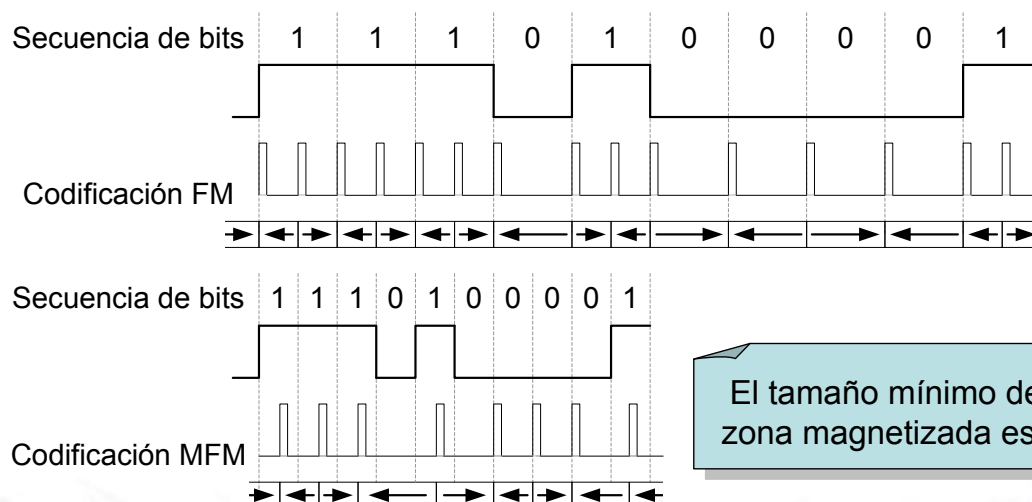 Secuencia de bits 1 1 1 0 1 0 0 0 0 1
Codificación FM
Secuencia de bits 1 1 1 0 1 0 0 0 0 1
Codificación MFM
El tamaño mínimo de
zona magnetizada es